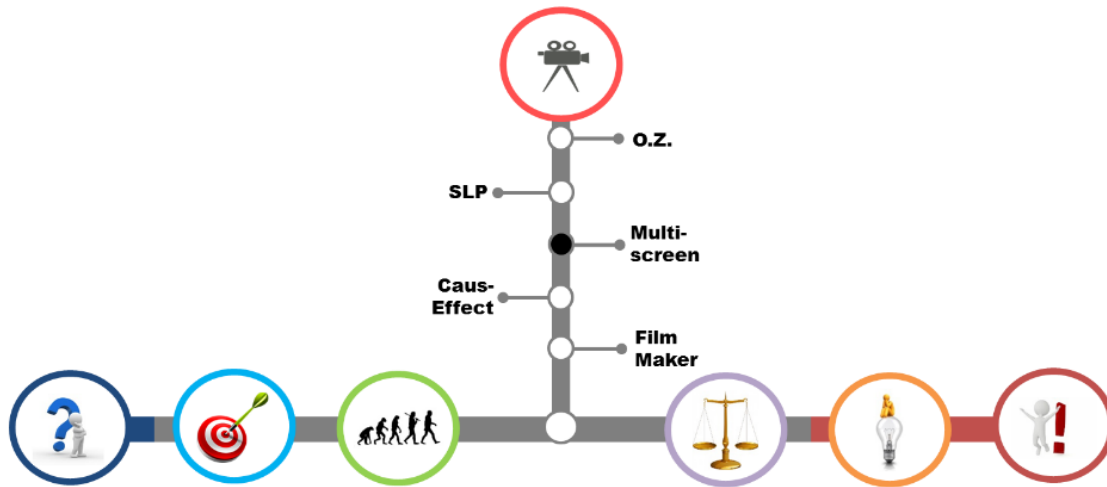 O.Z.
SLP
Multi-
screen
Caus-
Effect
Film
Maker